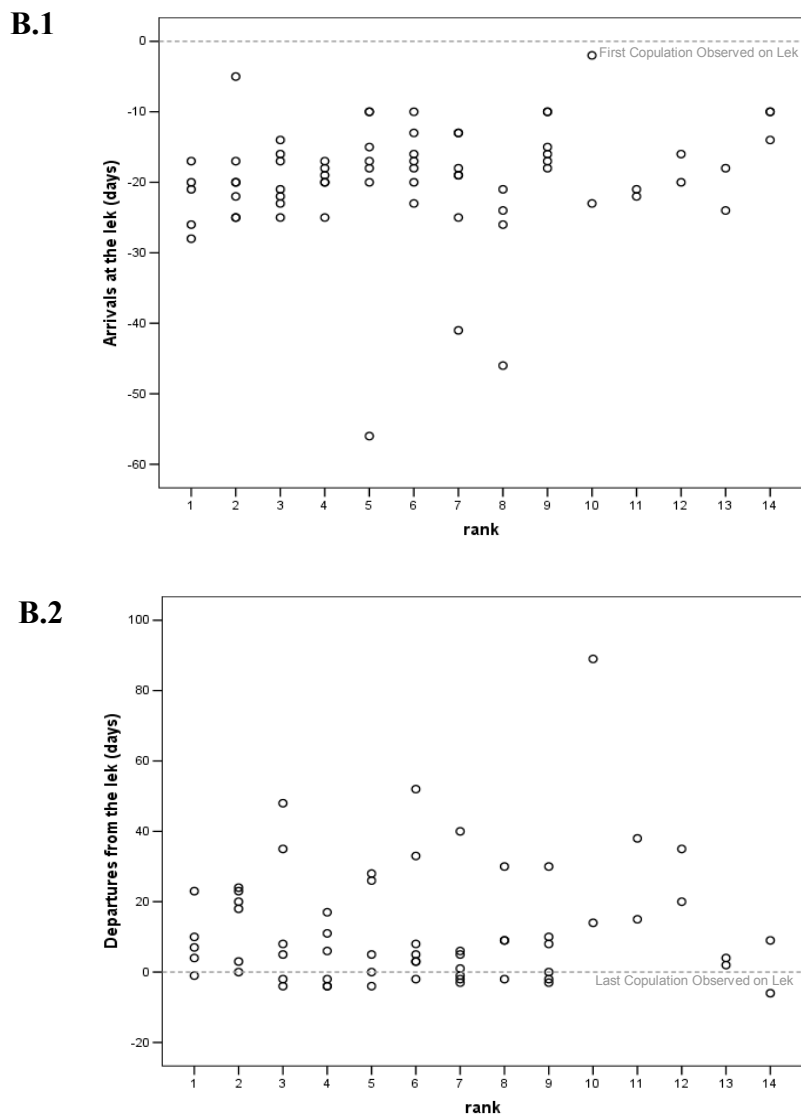 B.1
0
First Copulation Observed on Lek
-10
-20
-30
-40
-50
-60
Arrivals at the lek (days)
1 2 3 4 5 6 7 8 9 10 11 12 13 14
rank
B.2
100
80
60
40
20
0
Last Copulation Observed on Lek
-20
Departures from the lek (days)
1 2 3 4 5 6 7 8 9 10 11 12 13 14
rank